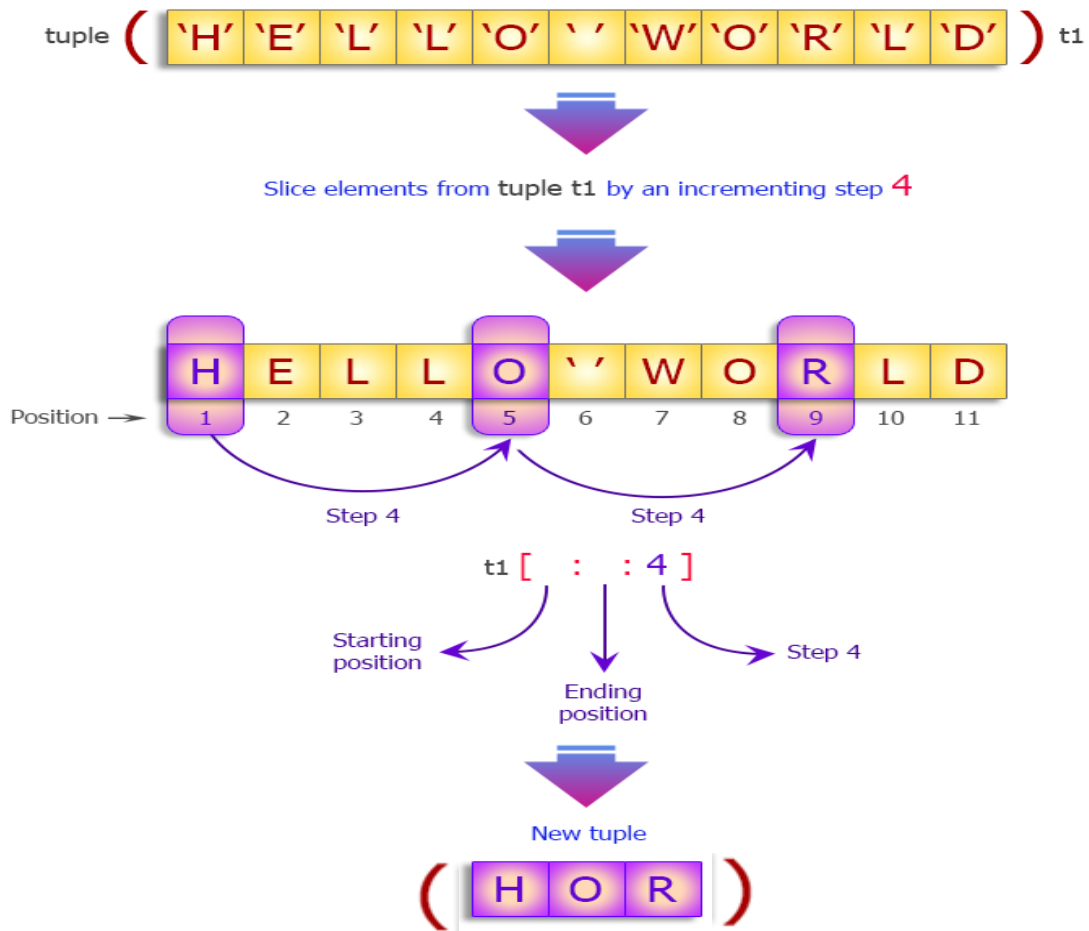 tuple ( ‘H’ ‘E’ ‘L’ ‘L’ ‘O’ ‘ ’ ‘W’ ‘O’ ‘R’ ‘L’ ‘D’ ) t1
Slice elements from tuple t1 by an incrementing step 4
H E L L O ‘ ’ W O R L D
Position → 1 2 3 4 5 6 7 8 9 10 11
Step 4 Step 4
t1 [ : : 4 ]
Starting
position
Step 4
Ending
position
New tuple
( H O R )